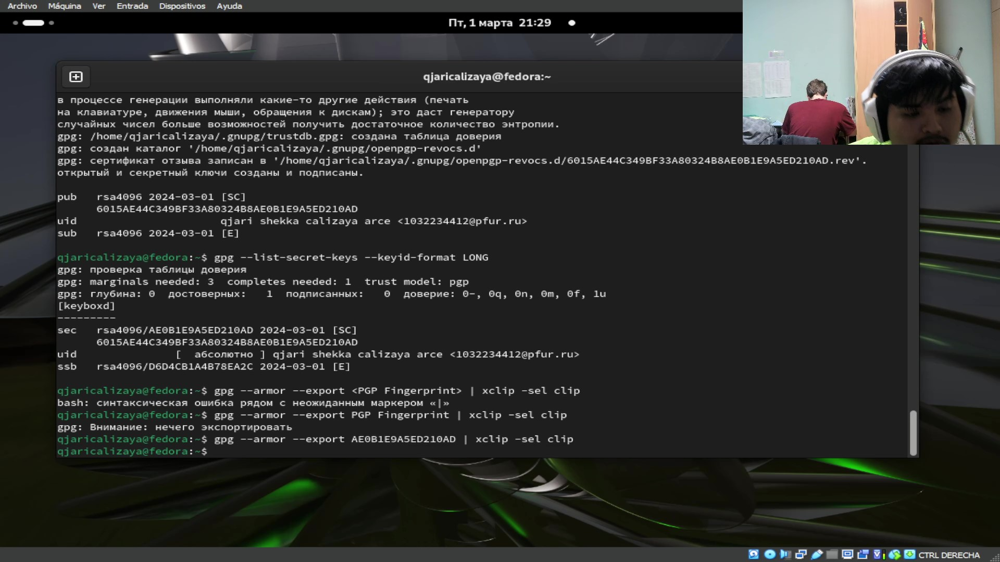 Archivo Máquina Ver Entrada Dispositivos Ayuda
Пт, 1 марта 21:29
qjaricalizaya@fedora:~
в процессе генерации выполняли какие-то другие действия (печать
на клавиатуре, движения мыши, обращения к дискам); это даст генератору
случайных чисел больше возможностей получить достаточное количество энтропии.
gpg: /home/qjaricalizaya/.gnupg/trustdb.gpg: создана таблица доверия
gpg: создан каталог '/home/qjaricalizaya/.gnupg/openpgp-revocs.d'
gpg: сертификат отзыва записан в '/home/qjaricalizaya/.gnupg/openpgp-revocs.d/6015AE44C349BF33A80324B8AE0B1E9A5ED210AD.rev'.
открытый и секретный ключи созданы и подписаны.
pub rsa4096 2024-03-01 [SC]
6015AE44C349BF33A80324B8AE0B1E9A5ED210AD
uid qjari shekka calizaya arce <1032234412@pfur.ru>
sub rsa4096 2024-03-01 [E]
qjaricalizaya@fedora:~$ gpg --list-secret-keys --keyid-format LONG
gpg: проверка таблицы доверия
gpg: marginals needed: 3 completes needed: 1 trust model: pgp
gpg: глубина: 0 достоверных: 1 подписанных: 0 доверие: 0-, 0q, 0n, 0m, 0f, 1u
[keyboxd]
---------
sec rsa4096/AE0B1E9A5ED210AD 2024-03-01 [SC]
6015AE44C349BF33A80324B8AE0B1E9A5ED210AD
uid [ абсолютно ] qjari shekka calizaya arce <1032234412@pfur.ru>
ssb rsa4096/D6D4CB1A4B78EA2C 2024-03-01 [E]
qjaricalizaya@fedora:~$ gpg --armor --export <PGP Fingerprint> | xclip -sel clip
bash: синтаксическая ошибка рядом с неожиданным маркером «|»
qjaricalizaya@fedora:~$ gpg --armor --export PGP Fingerprint | xclip -sel clip
gpg: Внимание: нечего экспортировать
qjaricalizaya@fedora:~$ gpg --armor --export AE0B1E9A5ED210AD | xclip -sel clip
qjaricalizaya@fedora:~$
CTRL DERECHA